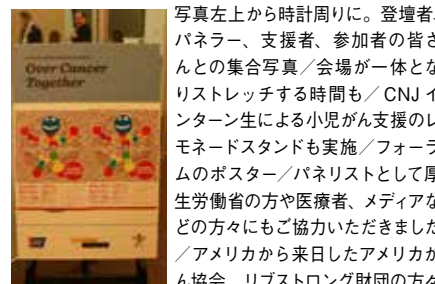 Over Cancer
Together
写真左上から時計周りに。登壇者、
パネラー、支援者、参加者の皆さ
んとの集合写真／会場が一体とな
りストレッチする時間も／CNJイ
ンターン生による小児がん支援のレ
モネードスタンドも実施／フォーラ
ムのポスター／パネリストとして厚
生労働省の方や医療者、メディアな
どの方々にもご協力いただきました
／アメリカから来日したアメリカが
ん協会、リブストロング財団の方々